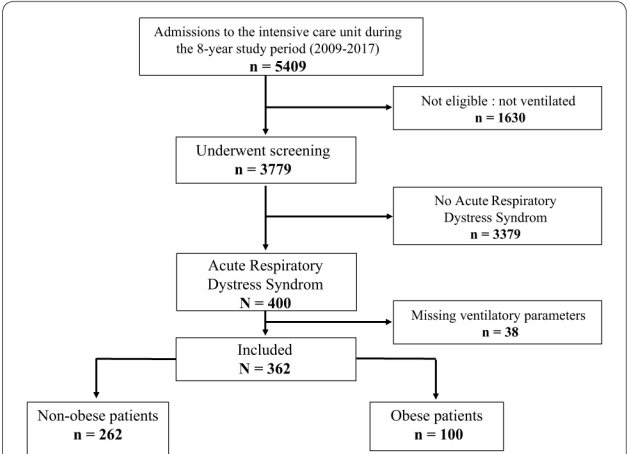 Admissions to the intensive care unit during
the 8-year study period (2009-2017)
n = 5409
Not eligible : not ventilated
n = 1630
Underwent screening
n = 3779
No Acute Respiratory
Dystress Syndrom
n = 3379
Acute Respiratory
Dystress Syndrom
N = 400
Missing ventilatory parameters
n = 38
Included
N = 362
Non-obese patients
n = 262
Obese patients
n = 100